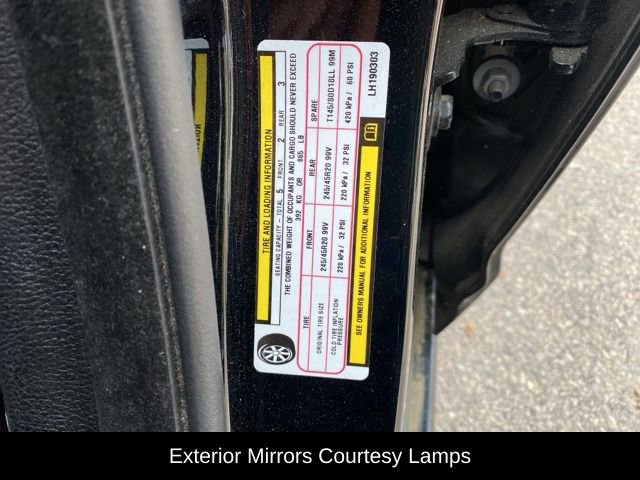 TIRE AND LOADING INFORMATION
SEATING CAPACITY - TOTAL 5 FRONT 2 REAR 3
THE COMBINED WEIGHT OF OCCUPANTS AND CARGO SHOULD NEVER EXCEED
392 KG OR 865 LB
TIRE FRONT REAR SPARE
ORIGINAL TIRE SIZE 245/45R20 99V 245/45R20 99V T145/80D18LL 99M
COLD TIRE INFLATION
PRESSURE 220 kPa / 32 PSI 220 kPa / 32 PSI 420 kPa / 60 PSI
SEE OWNERS MANUAL FOR ADDITIONAL INFORMATION
LH190303
Exterior Mirrors Courtesy Lamps